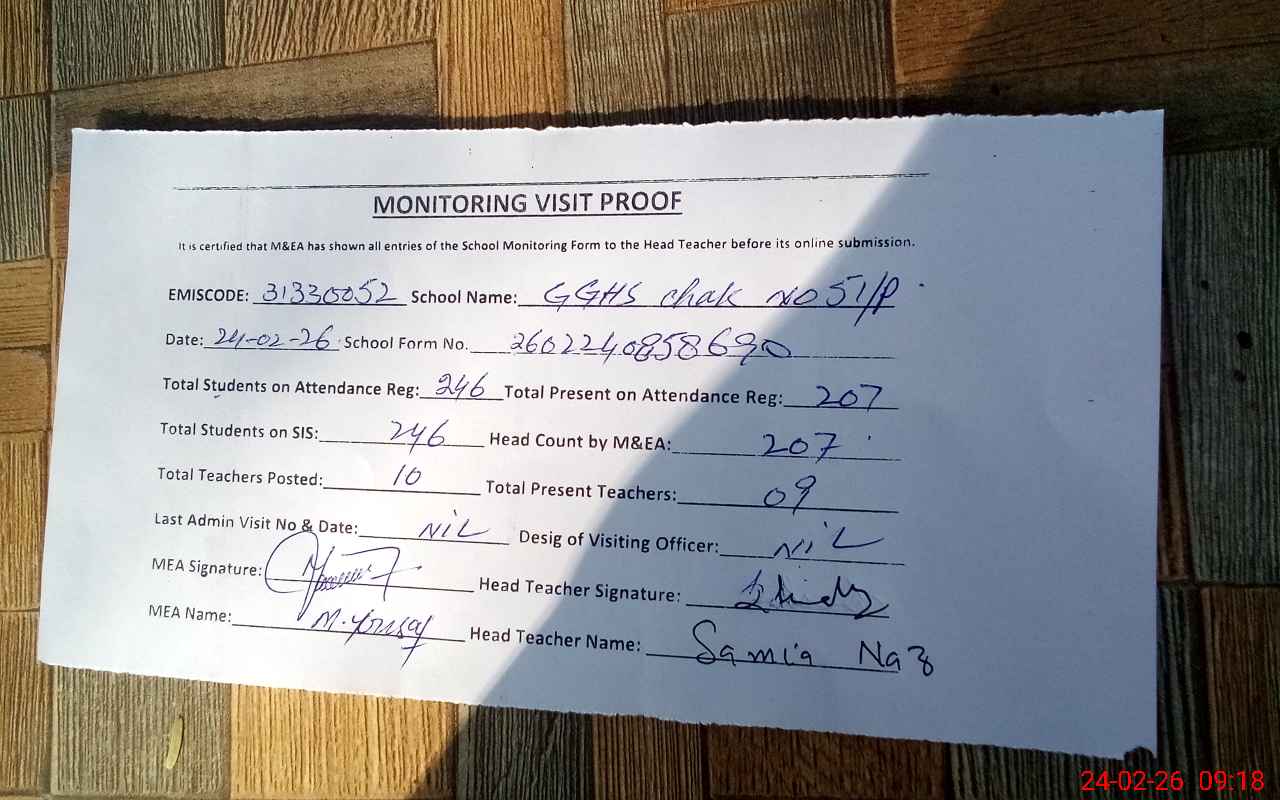 MONITORING VISIT PROOF
It is certified that M&EA has shown all entries of the School Monitoring Form to the Head Teacher before its online submission.
EMISCODE: 31330052 School Name: GGHS chak no 51/P
Date: 24-02-26 School Form No. 2602240858690
Total Students on Attendance Reg: 246 Total Present on Attendance Reg: 207
Total Students on SIS: 246 Head Count by M&EA: 207
Total Teachers Posted: 10 Total Present Teachers: 09
Last Admin Visit No & Date: NiL Desig of Visiting Officer: NiL
MEA Signature: Head Teacher Signature:
MEA Name: M. Yousaf Head Teacher Name: Samia Naz
24-02-26 09:18